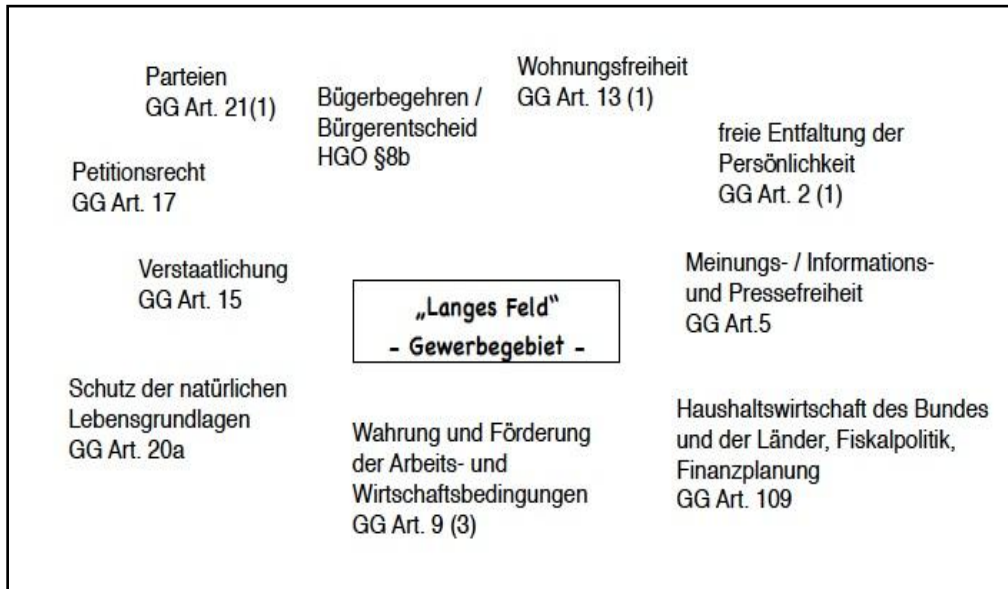 Parteien
GG Art. 21(1)
Bügerbegehren /
Bürgerentscheid
HGO §8b
Wohnungsfreiheit
GG Art. 13 (1)
freie Entfaltung der
Persönlichkeit
GG Art. 2 (1)
Petitionsrecht
GG Art. 17
Verstaatlichung
GG Art. 15
„Langes Feld“
- Gewerbegebiet -
Meinungs- / Informations-
und Pressefreiheit
GG Art.5
Schutz der natürlichen
Lebensgrundlagen
GG Art. 20a
Wahrung und Förderung
der Arbeits- und
Wirtschaftsbedingungen
GG Art. 9 (3)
Haushaltswirtschaft des Bundes
und der Länder, Fiskalpolitik,
Finanzplanung
GG Art. 109